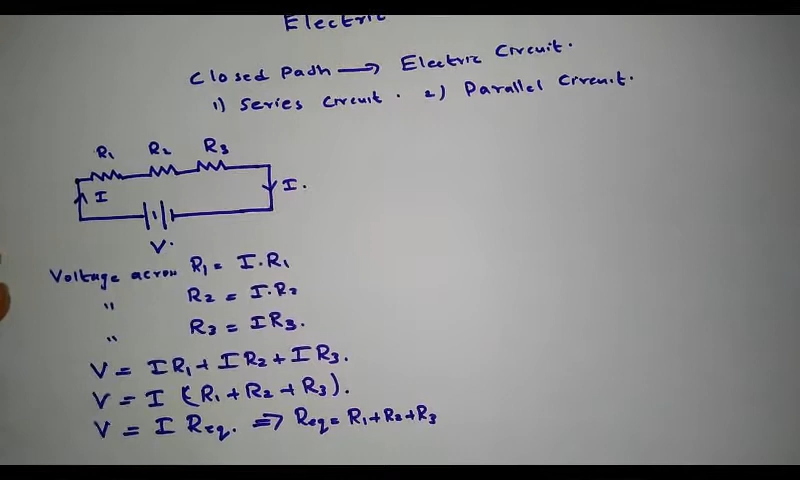 Electric
Closed Path → Electric Circuit.
1) Series Circuit. 2) Parallel Circuit.
R1 R2 R3
I I.
V.
Voltage across R1 = I.R1
" R2 = I.R2
" R3 = IR3.
V = IR1 + IR2 + IR3.
V = I (R1 + R2 + R3).
V = I Req. ⇒ Req = R1+R2+R3